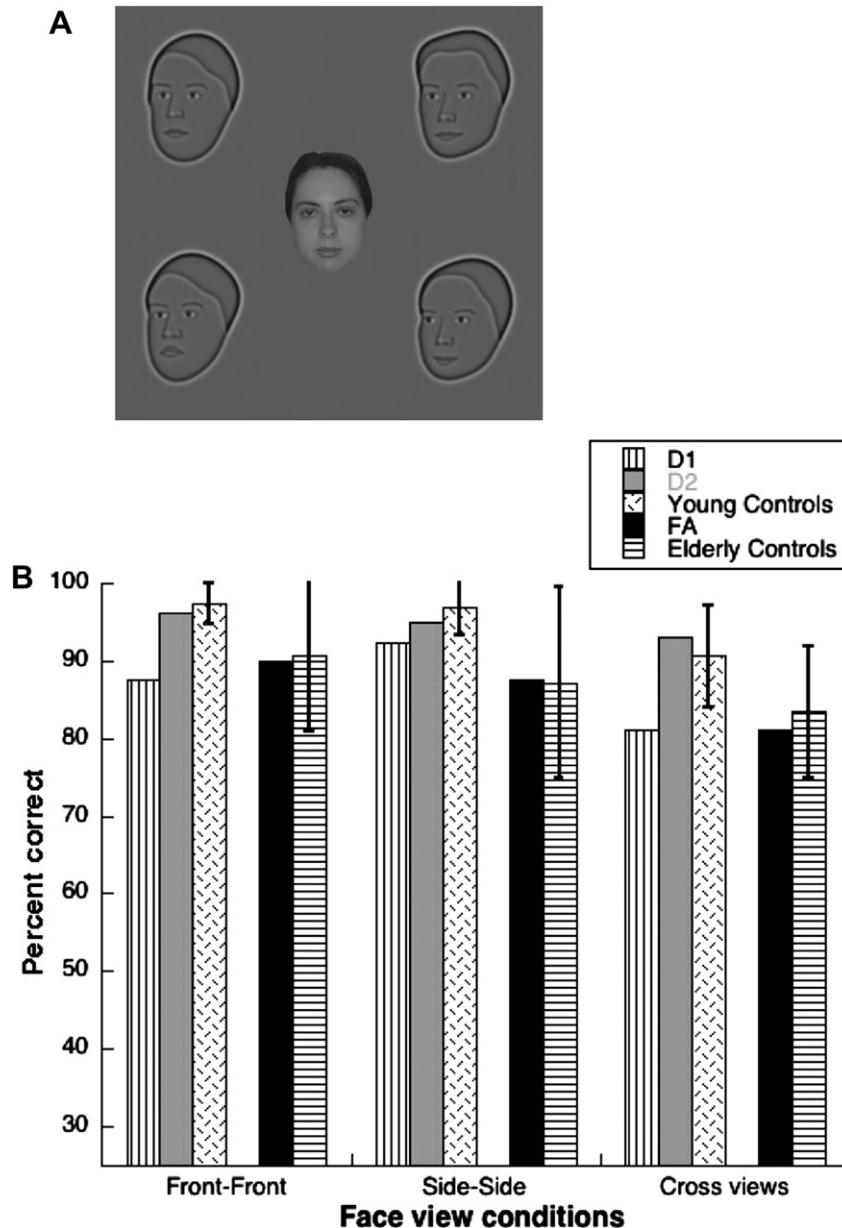 A
D1
D2
Young Controls
FA
Elderly Controls
B
100
90
80
70
60
50
40
30
Percent correct
Front-Front Side-Side Cross views
Face view conditions